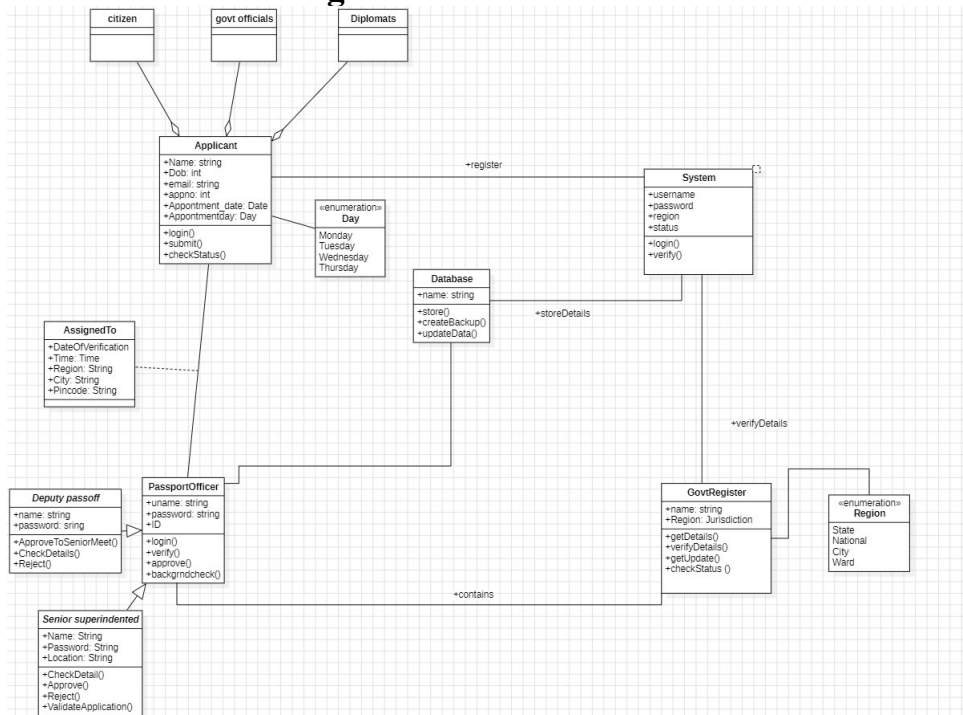 g
citizen
govt officials
Diplomats
Applicant
+Name: string
+Dob: int
+email: string
+appno: int
+Appontment_date: Date
+Appontmentday: Day
+login()
+submit()
+checkStatus()
+register
System
+username
+password
+region
+status
+login()
+verify()
«enumeration»
Day
Monday
Tuesday
Wednesday
Thursday
Database
+name: string
+store()
+createBackup()
+updateData()
+storeDetails
AssignedTo
+DateOfVerification
+Time: Time
+Region: String
+City: String
+Pincode: String
+verifyDetails
PassportOfficer
+uname: string
+password: string
+ID
+login()
+verify()
+approve()
+backgrndcheck()
Deputy passoff
+name: string
+password: sring
+ApproveToSeniorMeet()
+CheckDetails()
+Reject()
GovtRegister
+name: string
+Region: Jurisdiction
+getDetails()
+verifyDetails()
+getUpdate()
+checkStatus ()
«enumeration»
Region
State
National
City
Ward
+contains
Senior superindented
+Name: String
+Password: String
+Location: String
+CheckDetail()
+Approve()
+Reject()
+ValidateApplication()